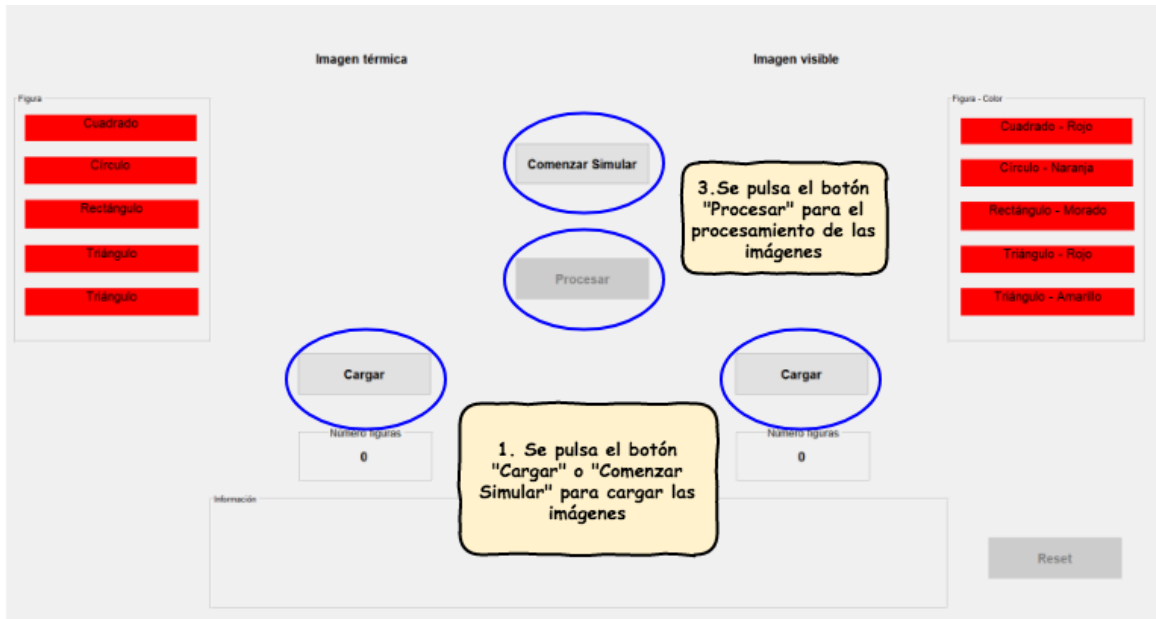 Imagen térmica
Imagen visible
Figura
Cuadrado
Círculo
Rectángulo
Triángulo
Triángulo
Comenzar Simular
Procesar
3.Se pulsa el botón
"Procesar" para el
procesamiento de las
imágenes
Figura - Color
Cuadrado - Rojo
Círculo - Naranja
Rectángulo - Morado
Triángulo - Rojo
Triángulo - Amarillo
Cargar
Cargar
Numero figuras
0
1. Se pulsa el botón
"Cargar" o "Comenzar
Simular" para cargar las
imágenes
Numero figuras
0
Información
Reset